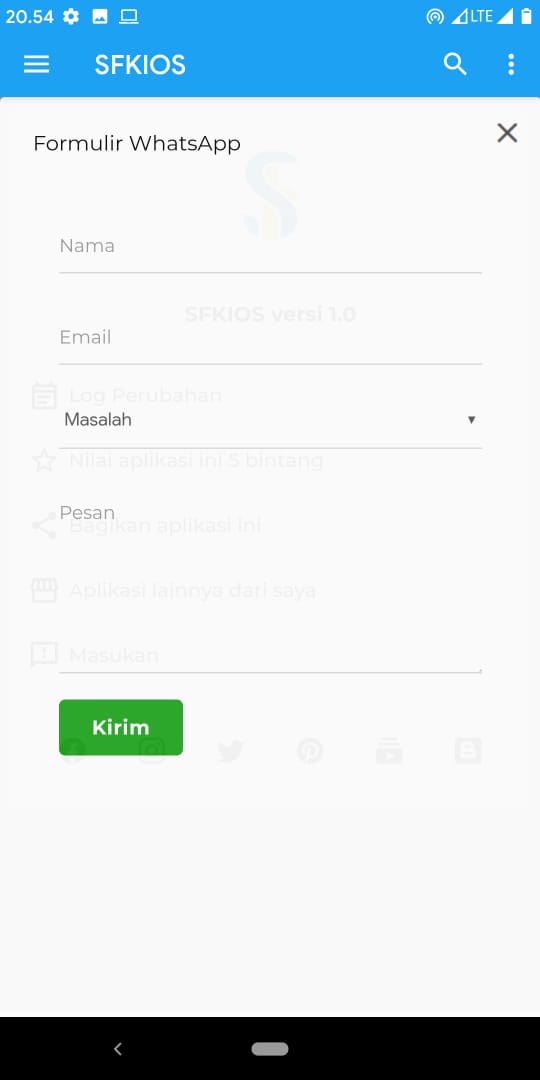 20.54
LTE
SFKIOS
Formulir WhatsApp
Nama
SFKIOS versi 1.0
Email
Log Perubahan
Masalah
Nilai aplikasi ini 5 bintang
Pesan
Bagikan aplikasi ini
Aplikasi lainnya dari saya
Masukan
Kirim